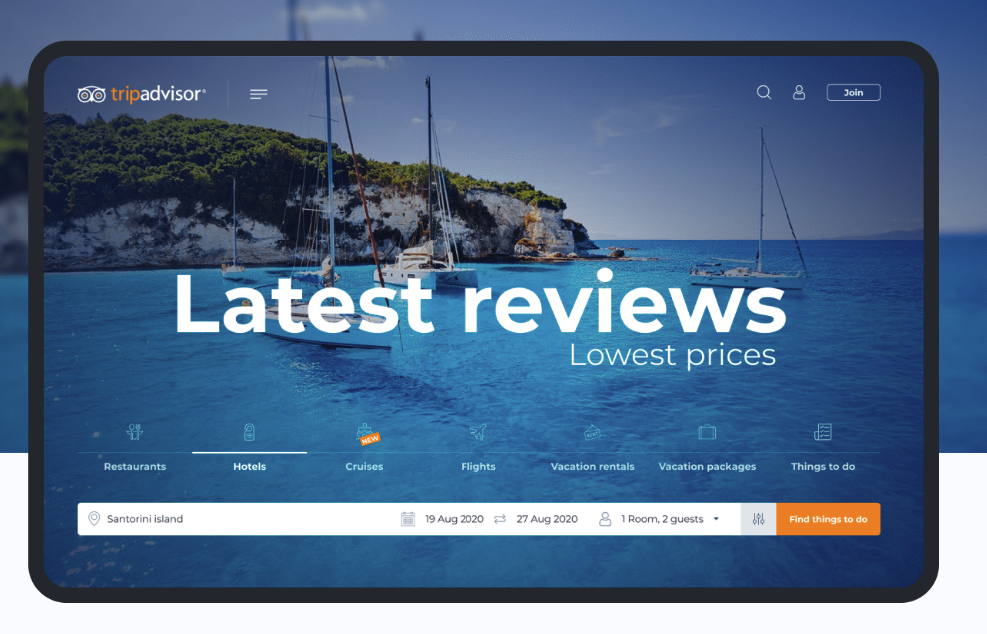 tripadvisor®
Join
Latest reviews
Lowest prices
NEW
Restaurants
Hotels
Cruises
Flights
Vacation rentals
Vacation packages
Things to do
Santorini island
19 Aug 2020
27 Aug 2020
1 Room, 2 guests
Find things to do